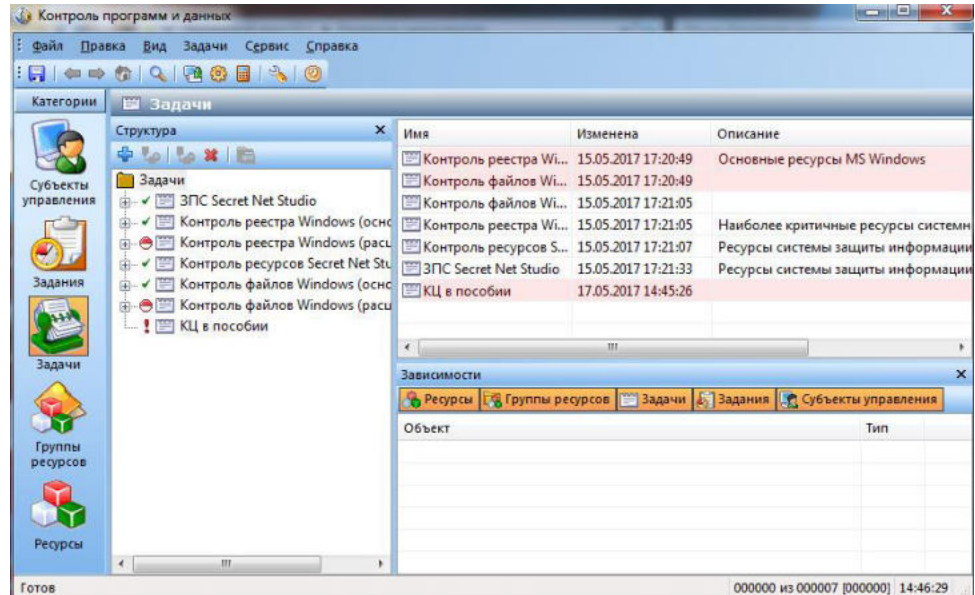 Контроль программ и данных
Файл Правка Вид Задачи Сервис Справка
Категории
Задачи
Субъекты управления
Задания
Задачи
Группы ресурсов
Ресурсы
Структура
Задачи
ЗПС Secret Net Studio
Контроль реестра Windows (осно
Контроль реестра Windows (расш
Контроль ресурсов Secret Net Stu
Контроль файлов Windows (осно
Контроль файлов Windows (расш
КЦ в пособии
Имя Изменена Описание
Контроль реестра Wi... 15.05.2017 17:20:49 Основные ресурсы MS Windows
Контроль файлов Wi... 15.05.2017 17:20:49
Контроль файлов Wi... 15.05.2017 17:21:05
Контроль реестра Wi... 15.05.2017 17:21:05 Наиболее критичные ресурсы системн
Контроль ресурсов S... 15.05.2017 17:21:07 Ресурсы системы защиты информации
ЗПС Secret Net Studio 15.05.2017 17:21:33 Ресурсы системы защиты информации
КЦ в пособии 17.05.2017 14:45:26
Зависимости
Ресурсы Группы ресурсов Задачи Задания Субъекты управления
Объект Тип
Готов 000000 из 000007 [000000] 14:46:29